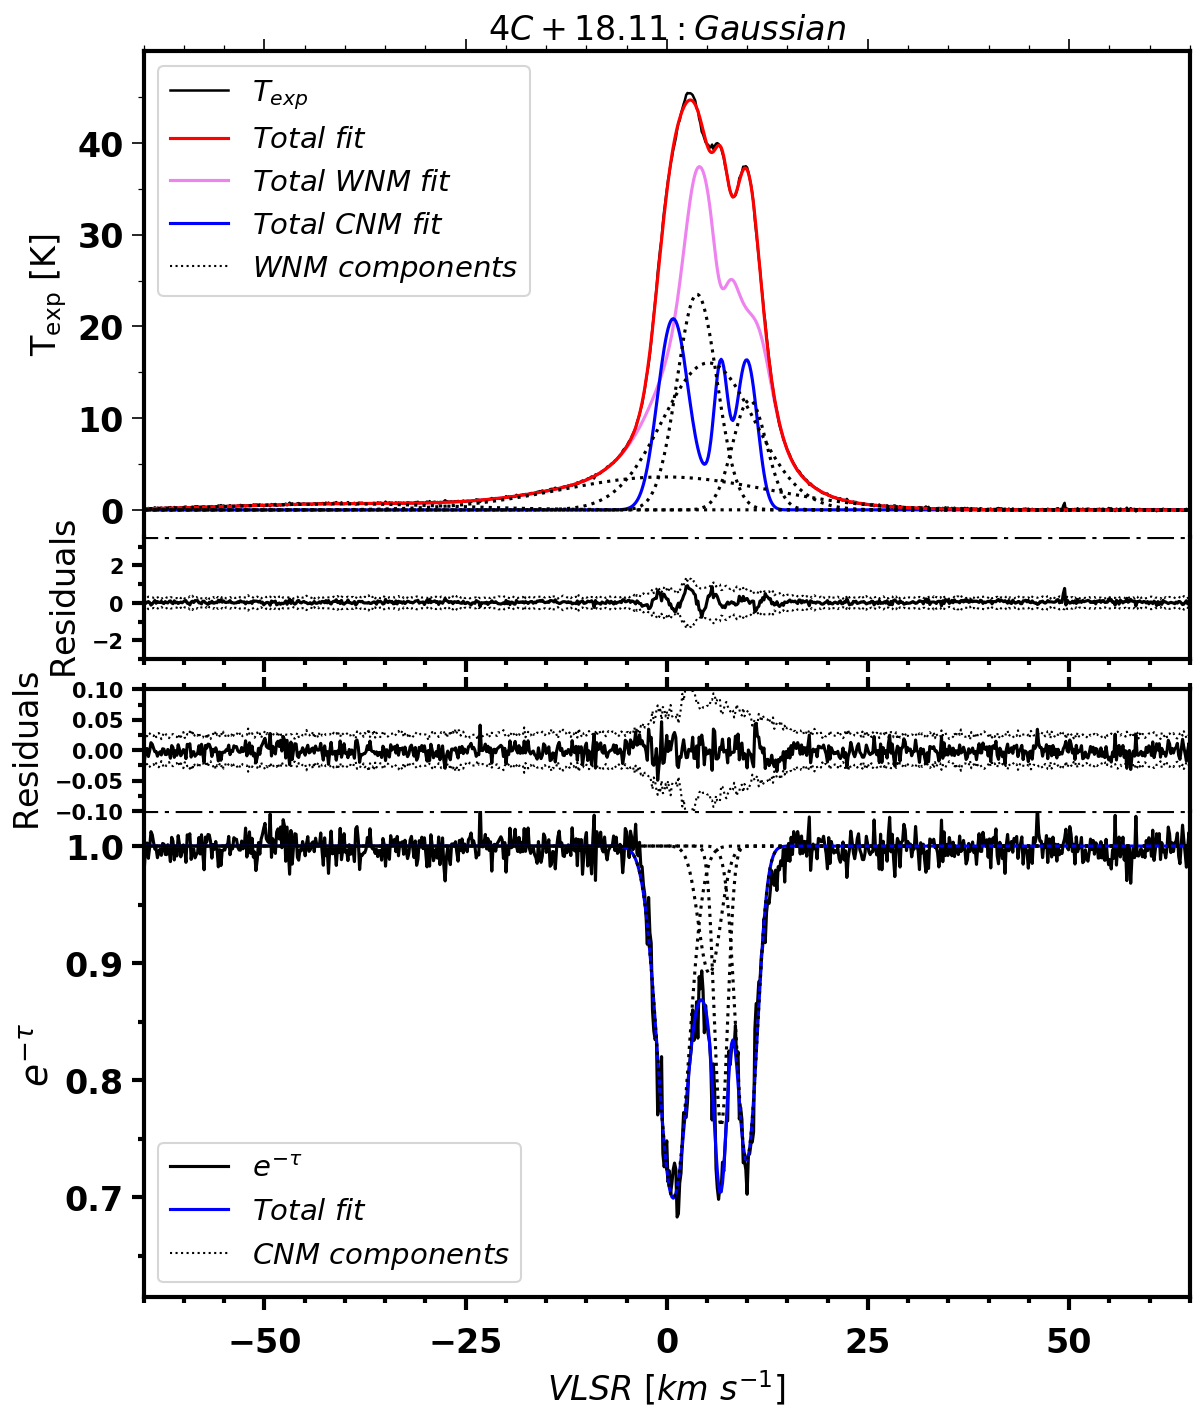 4C + 18.11 : Gaussian
T_exp
Total fit
Total WNM fit
Total CNM fit
WNM components
T_exp [K]
40
30
20
10
0
Residuals
2
0
−2
Residuals
0.10
0.05
0.00
−0.05
−0.10
e^{−τ}
1.0
0.9
0.8
0.7
e^{−τ}
Total fit
CNM components
−50 −25 0 25 50
VLSR [km s^{−1}]